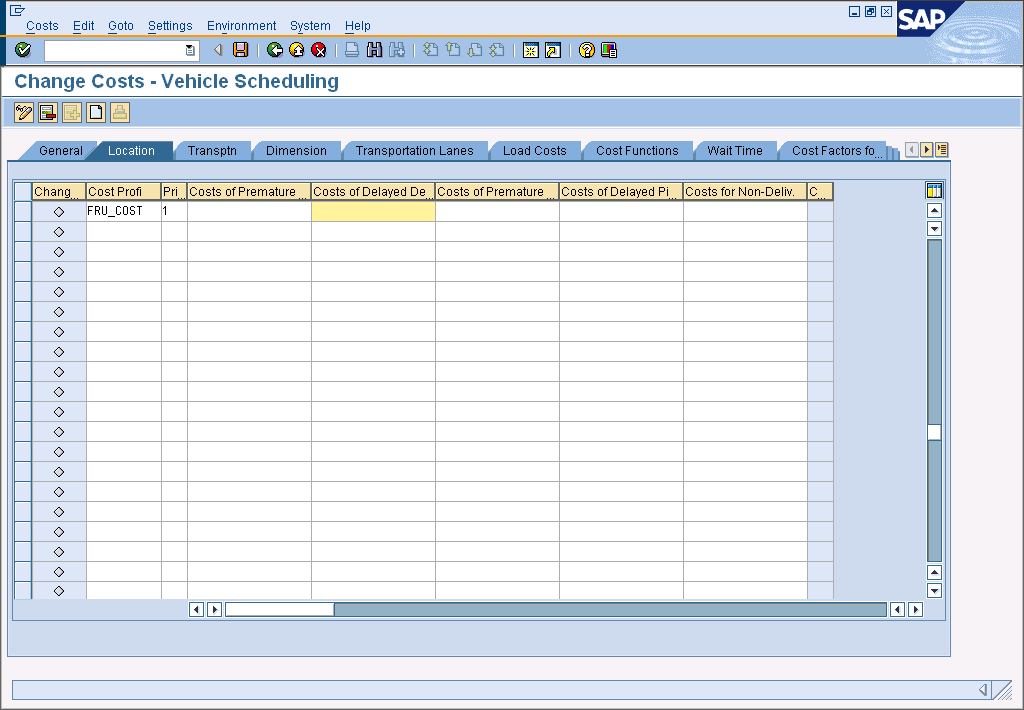 Costs Edit Goto Settings Environment System Help
SAP
Change Costs - Vehicle Scheduling
General Location Transptn Dimension Transportation Lanes Load Costs Cost Functions Wait Time Cost Factors fo...
Chang... Cost Profi Pri... Costs of Premature ... Costs of Delayed De... Costs of Premature ... Costs of Delayed Pi... Costs for Non-Deliv. C...
FRU_COST 1